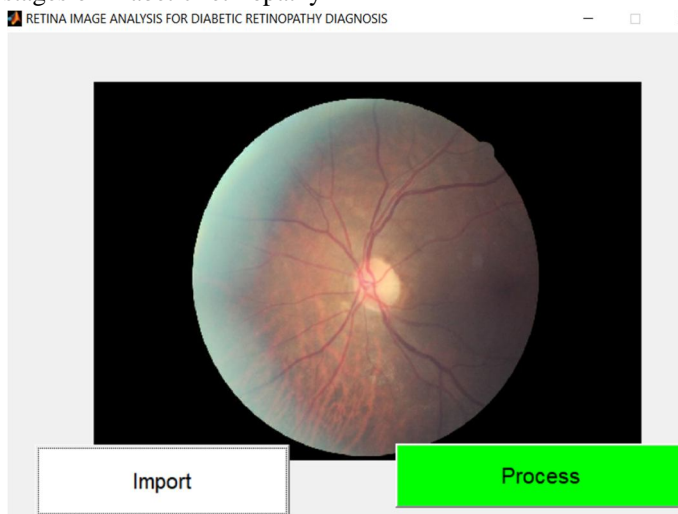 RETINA IMAGE ANALYSIS FOR DIABETIC RETINOPATHY DIAGNOSIS
Import
Process